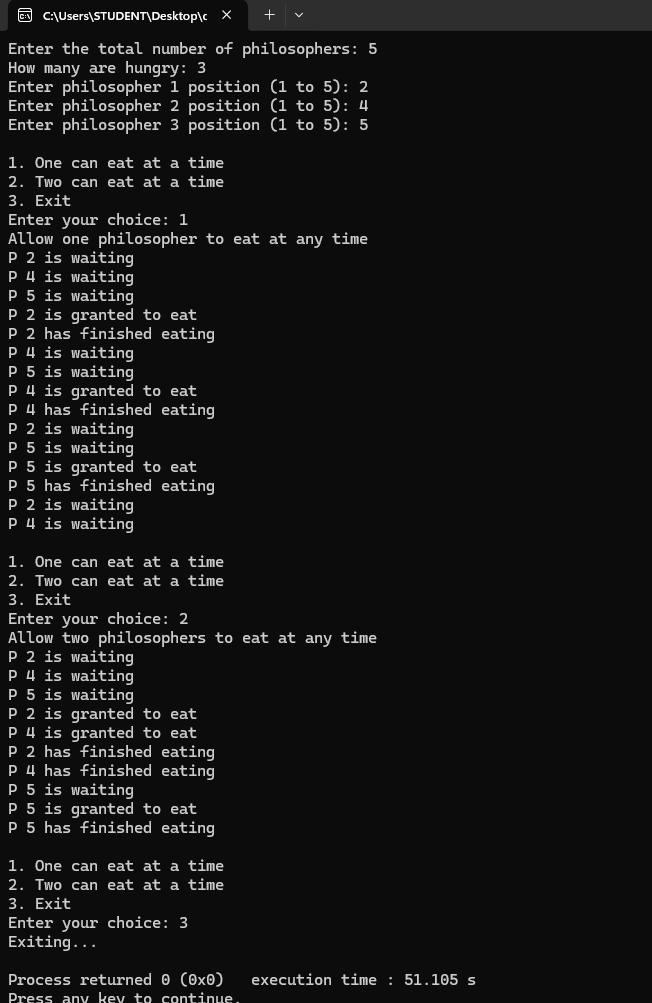 C:\Users\STUDENT\Desktop\c
Enter the total number of philosophers: 5
How many are hungry: 3
Enter philosopher 1 position (1 to 5): 2
Enter philosopher 2 position (1 to 5): 4
Enter philosopher 3 position (1 to 5): 5
1. One can eat at a time
2. Two can eat at a time
3. Exit
Enter your choice: 1
Allow one philosopher to eat at any time
P 2 is waiting
P 4 is waiting
P 5 is waiting
P 2 is granted to eat
P 2 has finished eating
P 4 is waiting
P 5 is waiting
P 4 is granted to eat
P 4 has finished eating
P 2 is waiting
P 5 is waiting
P 5 is granted to eat
P 5 has finished eating
P 2 is waiting
P 4 is waiting
1. One can eat at a time
2. Two can eat at a time
3. Exit
Enter your choice: 2
Allow two philosophers to eat at any time
P 2 is waiting
P 4 is waiting
P 5 is waiting
P 2 is granted to eat
P 4 is granted to eat
P 2 has finished eating
P 4 has finished eating
P 5 is waiting
P 5 is granted to eat
P 5 has finished eating
1. One can eat at a time
2. Two can eat at a time
3. Exit
Enter your choice: 3
Exiting...
Process returned 0 (0x0)   execution time : 51.105 s
Press any key to continue.